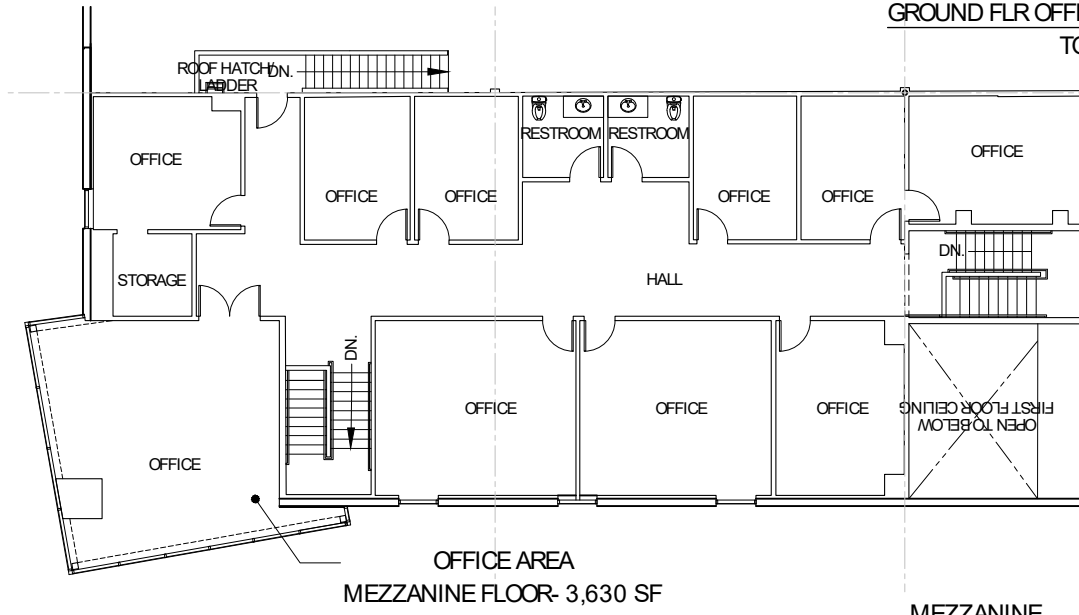 GROUND FLR OFFI
TO
ROOF HATCH/
LADDER
DN.
OFFICE
OFFICE
OFFICE
RESTROOM
RESTROOM
OFFICE
OFFICE
OFFICE
STORAGE
HALL
DN.
DN.
OFFICE
OFFICE
OFFICE
OFFICE
OPEN TO BELOW
FIRST FLOOR CEILING
OFFICE AREA
MEZZANINE FLOOR- 3,630 SF
MEZZANINE